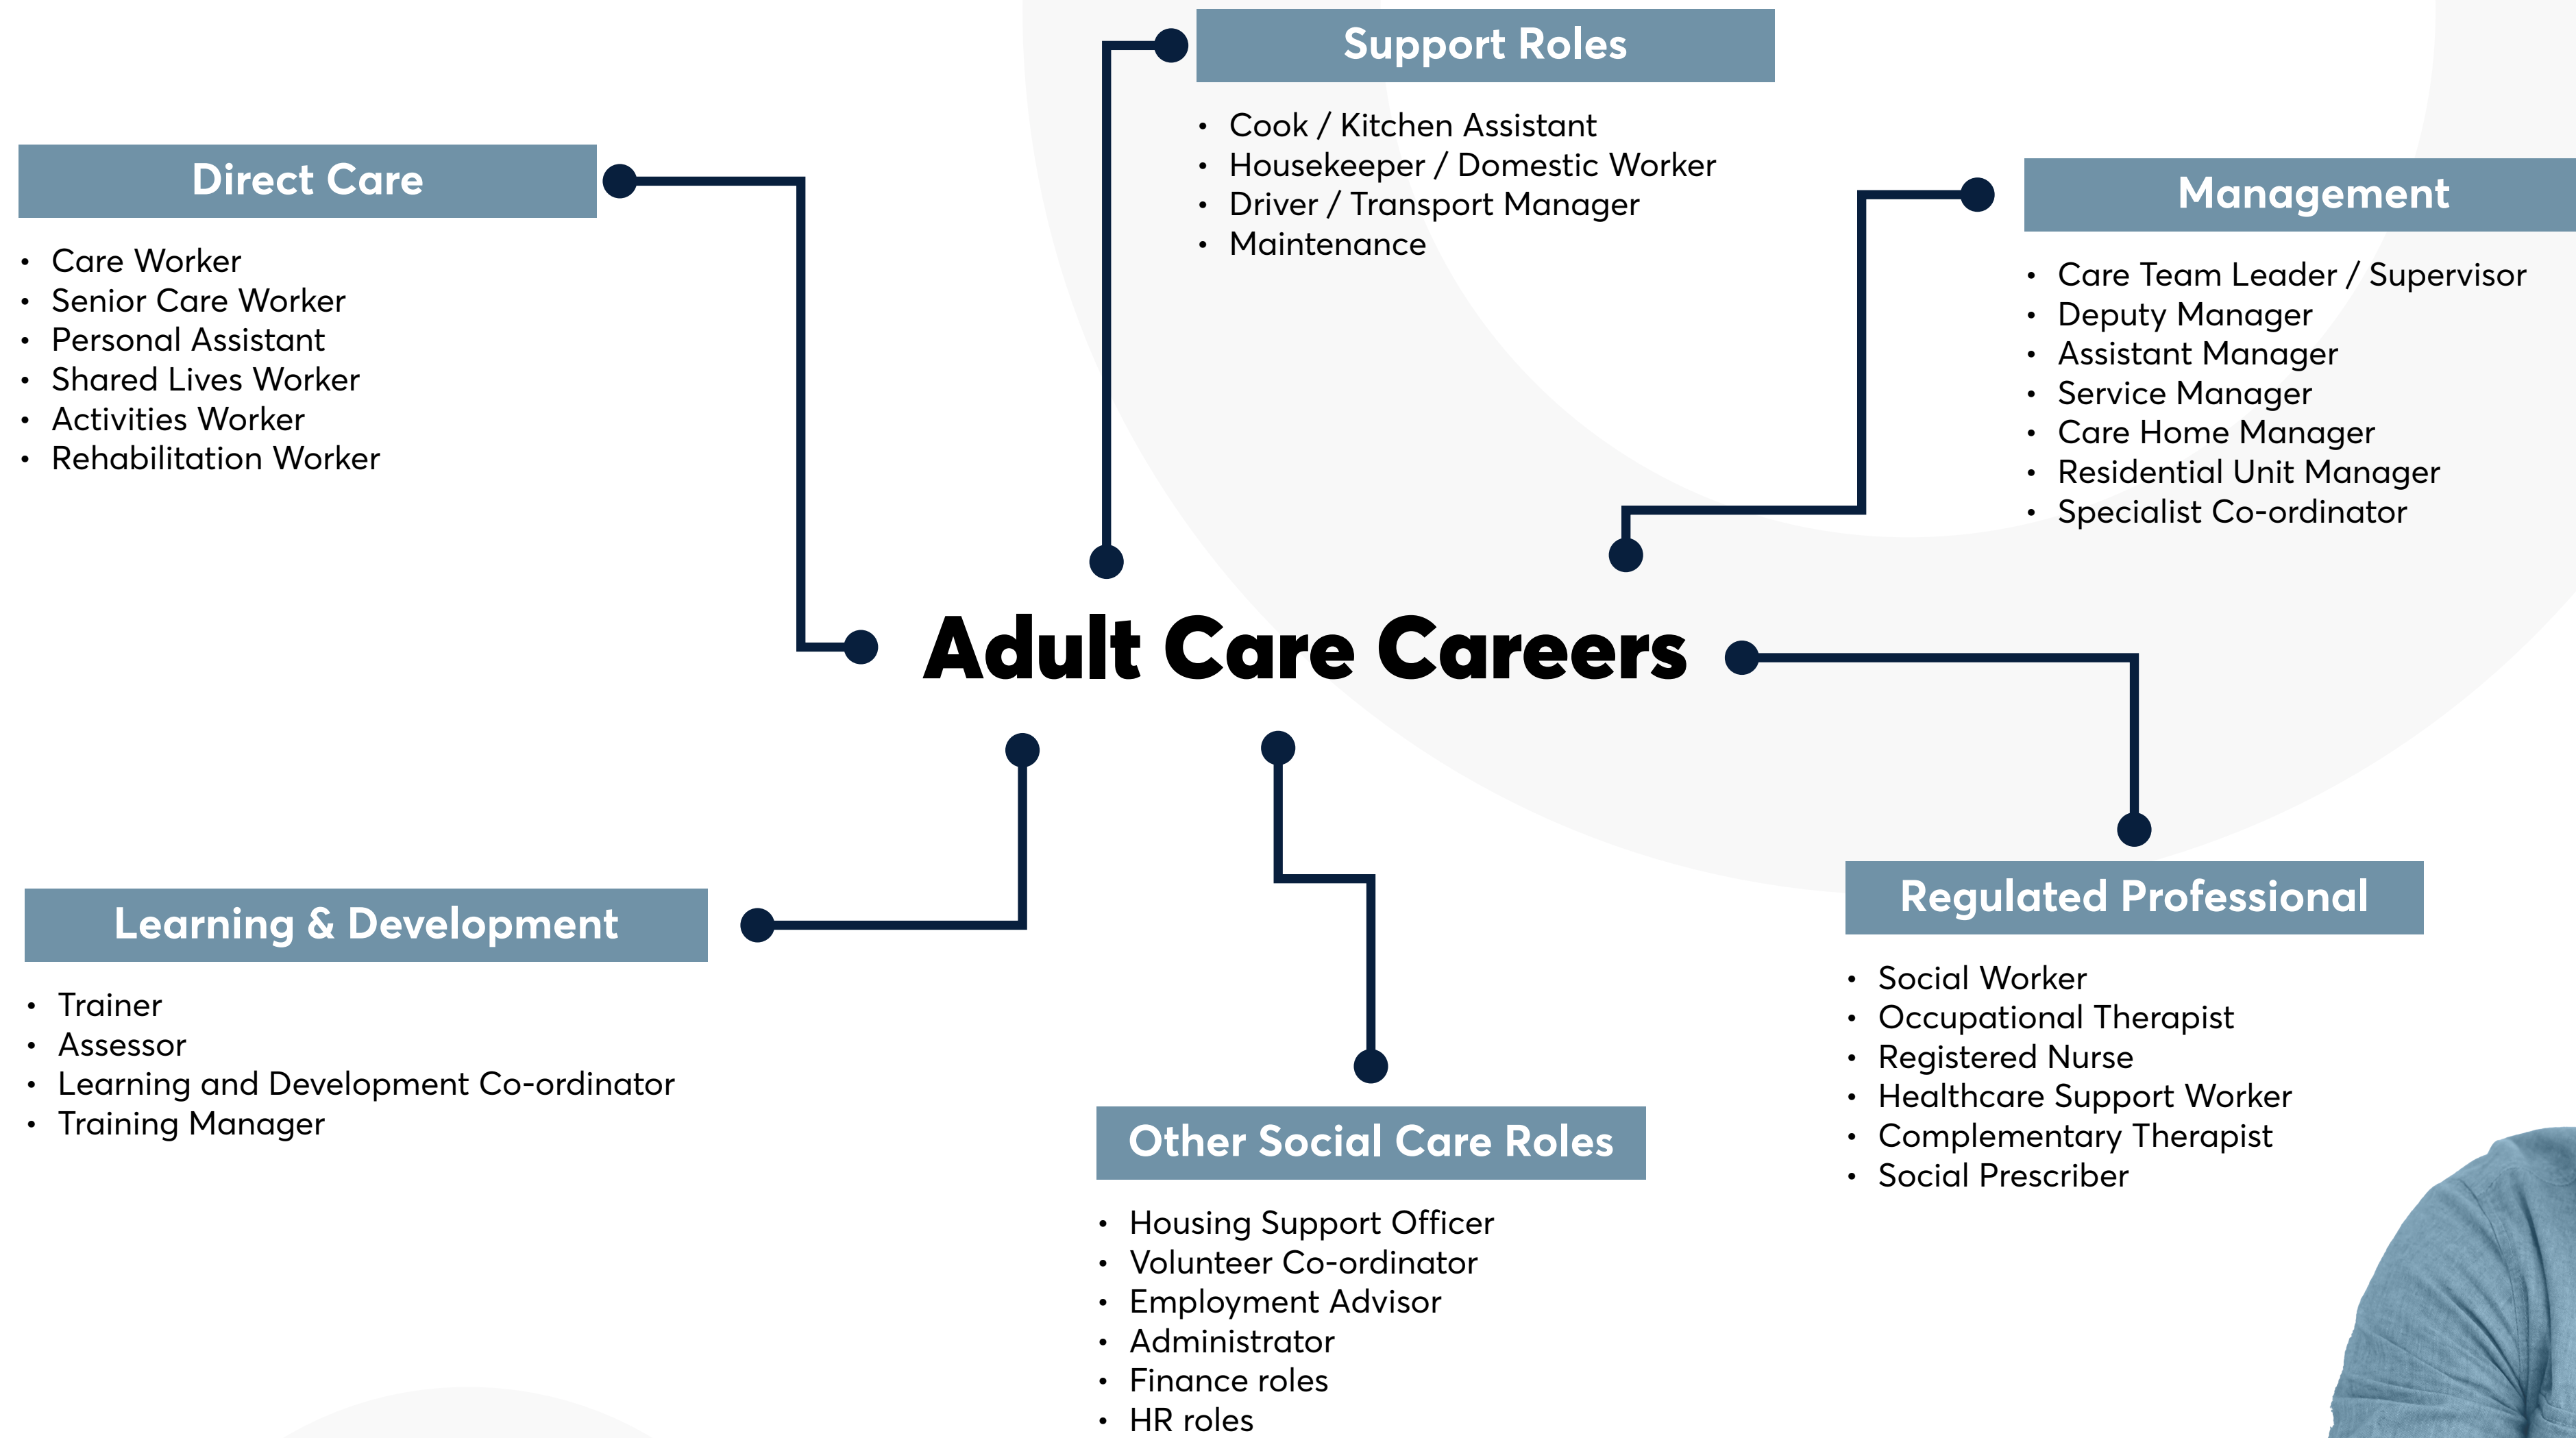 Support Roles
• Cook / Kitchen Assistant
• Housekeeper / Domestic Worker
• Driver / Transport Manager
• Maintenance
Direct Care
• Care Worker
• Senior Care Worker
• Personal Assistant
• Shared Lives Worker
• Activities Worker
• Rehabilitation Worker
Management
• Care Team Leader / Supervisor
• Deputy Manager
• Assistant Manager
• Service Manager
• Care Home Manager
• Residential Unit Manager
• Specialist Co-ordinator
Adult Care Careers
Learning & Development
• Trainer
• Assessor
• Learning and Development Co-ordinator
• Training Manager
Other Social Care Roles
• Housing Support Officer
• Volunteer Co-ordinator
• Employment Advisor
• Administrator
• Finance roles
• HR roles
Regulated Professional
• Social Worker
• Occupational Therapist
• Registered Nurse
• Healthcare Support Worker
• Complementary Therapist
• Social Prescriber